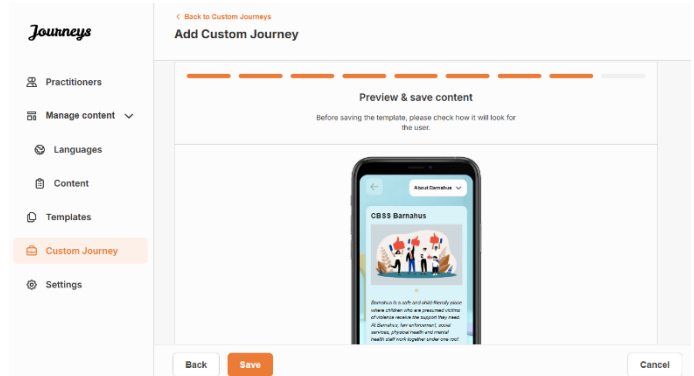 Journeys
Practitioners
Manage content
Languages
Content
Templates
Custom Journey
Settings
Back to Custom Journeys
Add Custom Journey
Preview & save content
Before saving the template, please check how it will look for
the user.
About Barnahus
CBSS Barnahus
Barnahus is a safe and child-friendly place
where children who are presumed victims
of violence receive the support they need.
At Barnahus, law enforcement, social
services, physical health and mental
health staff work together under one roof.
Back
Save
Cancel